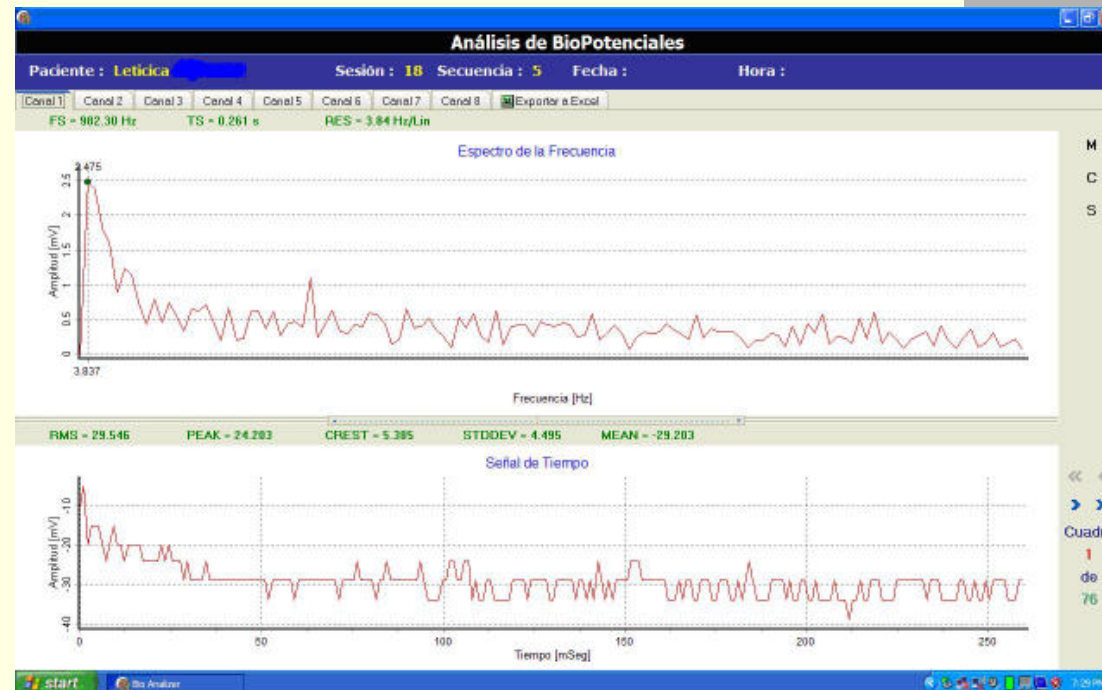 Análisis de BioPotenciales
Paciente : Leticica Sesión : 18 Secuencia : 5 Fecha : Hora :
Canal 1 Canal 2 Canal 3 Canal 4 Canal 5 Canal 6 Canal 7 Canal 8 Exportar a Excel
FS = 982.30 Hz TS = 0.261 s RES = 3.84 Hz/Lin
Espectro de la Frecuencia
M
C
S
2.475
2.5
2
1.5
1
0.5
0
Amplitud [mV]
3.837
Frecuencia [Hz]
RMS = 29.546 PEAK = 24.203 CREST = 5.385 STDDEV = 4.495 MEAN = -29.203
Señal de Tiempo
-10
-20
-30
-40
Amplitud [mV]
0 50 100 150 200 250
Tiempo [mSeg]
Cuadr
1
de
76
start Bio Analizer 7:29 PM